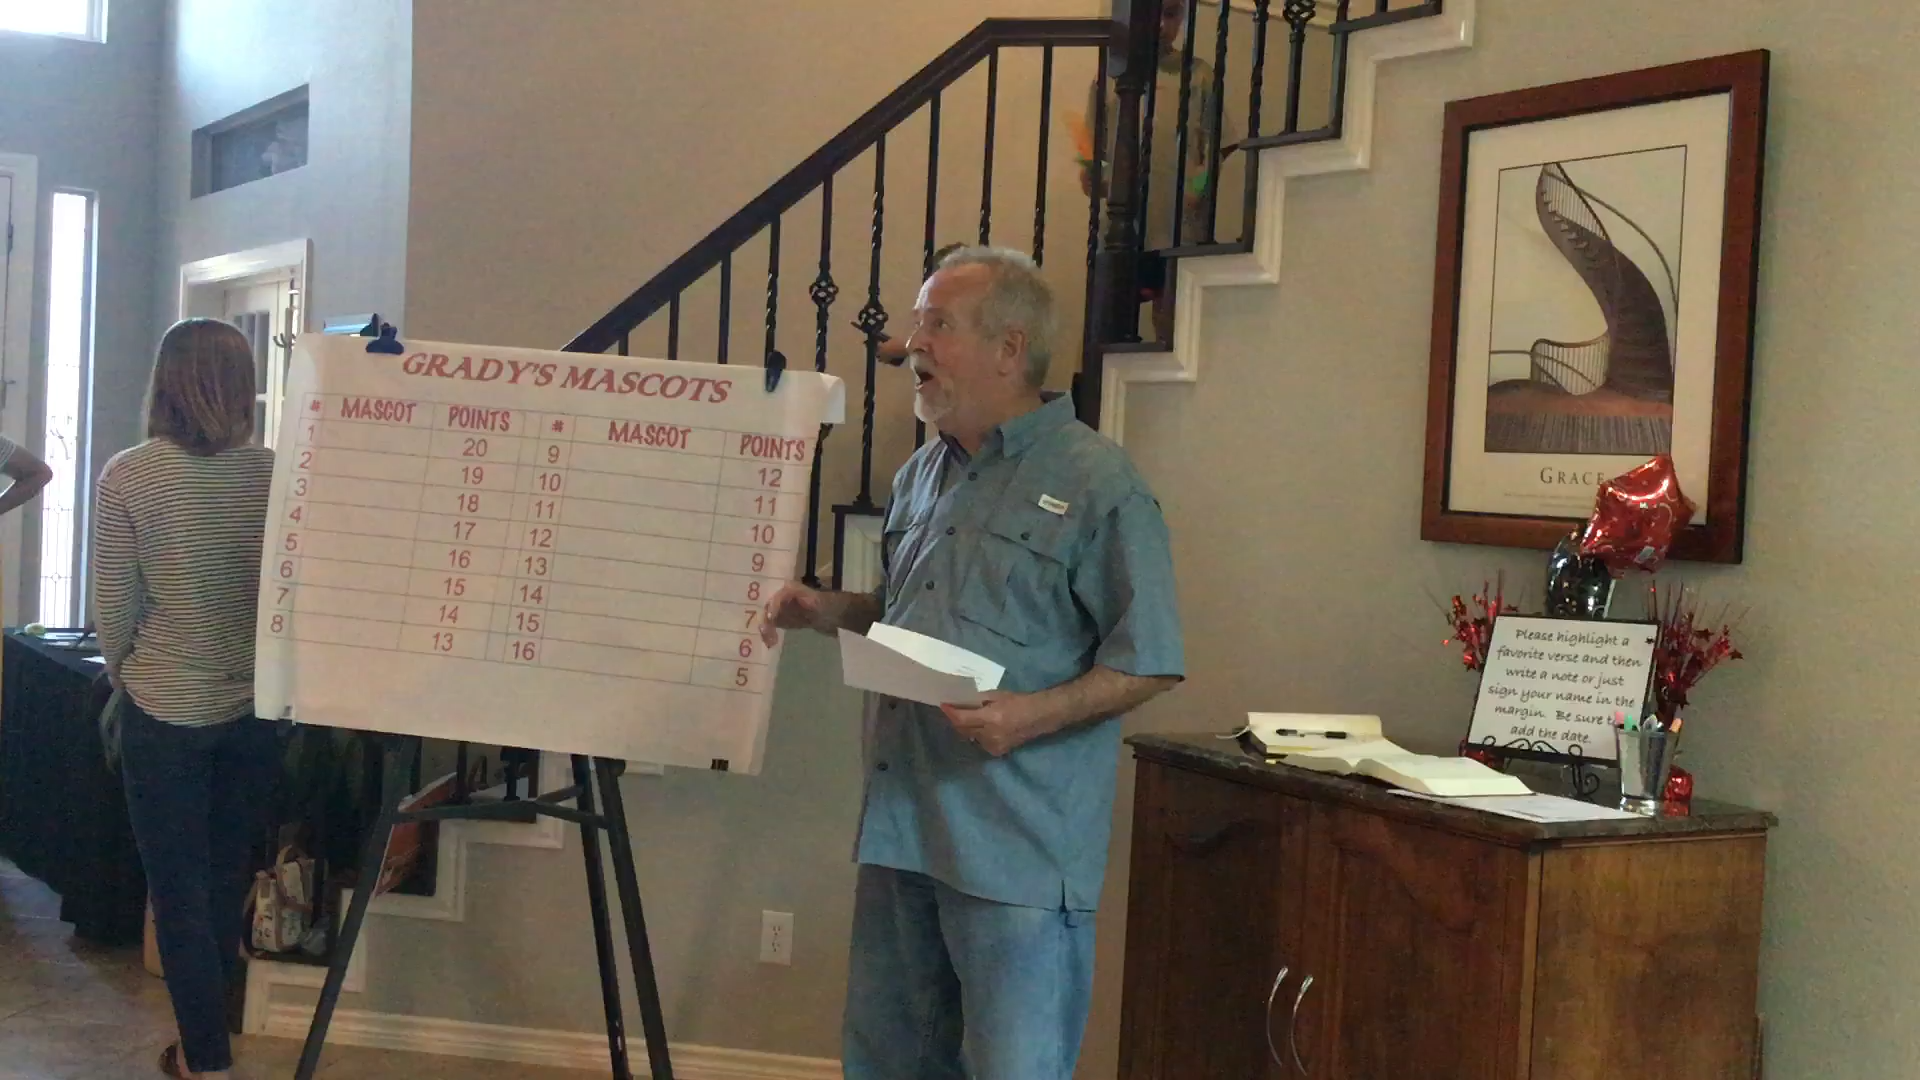 GRADY'S MASCOTS
# MASCOT POINTS # MASCOT POINTS
1 20 9 12
2 19 10 11
3 18 11 10
4 17 12 9
5 16 13 8
6 15 14 7
7 14 15 6
8 13 16 5
GRACE
Please highlight a
favorite verse and then
write a note or just
sign your name in the
margin. Be sure
add the date.